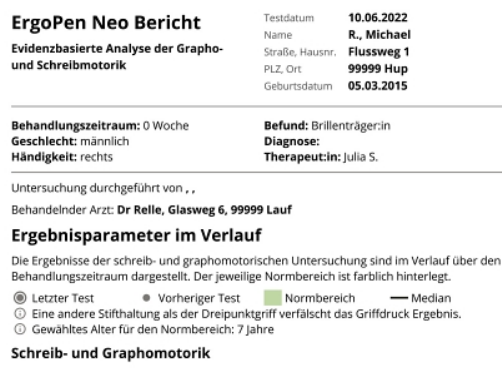 ErgoPen Neo Bericht
Evidenzbasierte Analyse der Grapho-
und Schreibmotorik
Testdatum 10.06.2022
Name R., Michael
Straße, Hausnr. Flussweg 1
PLZ, Ort 99999 Hup
Geburtsdatum 05.03.2015
Behandlungszeitraum: 0 Woche
Geschlecht: männlich
Händigkeit: rechts
Befund: Brillenträger:in
Diagnose:
Therapeut:in: Julia S.
Untersuchung durchgeführt von , ,
Behandelnder Arzt: Dr Relle, Glasweg 6, 99999 Lauf
Ergebnisparameter im Verlauf
Die Ergebnisse der schreib- und graphomotorischen Untersuchung sind im Verlauf über den
Behandlungszeitraum dargestellt. Der jeweilige Normbereich ist farblich hinterlegt.
Letzter Test Vorheriger Test Normbereich Median
Eine andere Stifthaltung als der Dreipunktgriff verfälscht das Griffdruck Ergebnis.
Gewähltes Alter für den Normbereich: 7 Jahre
Schreib- und Graphomotorik